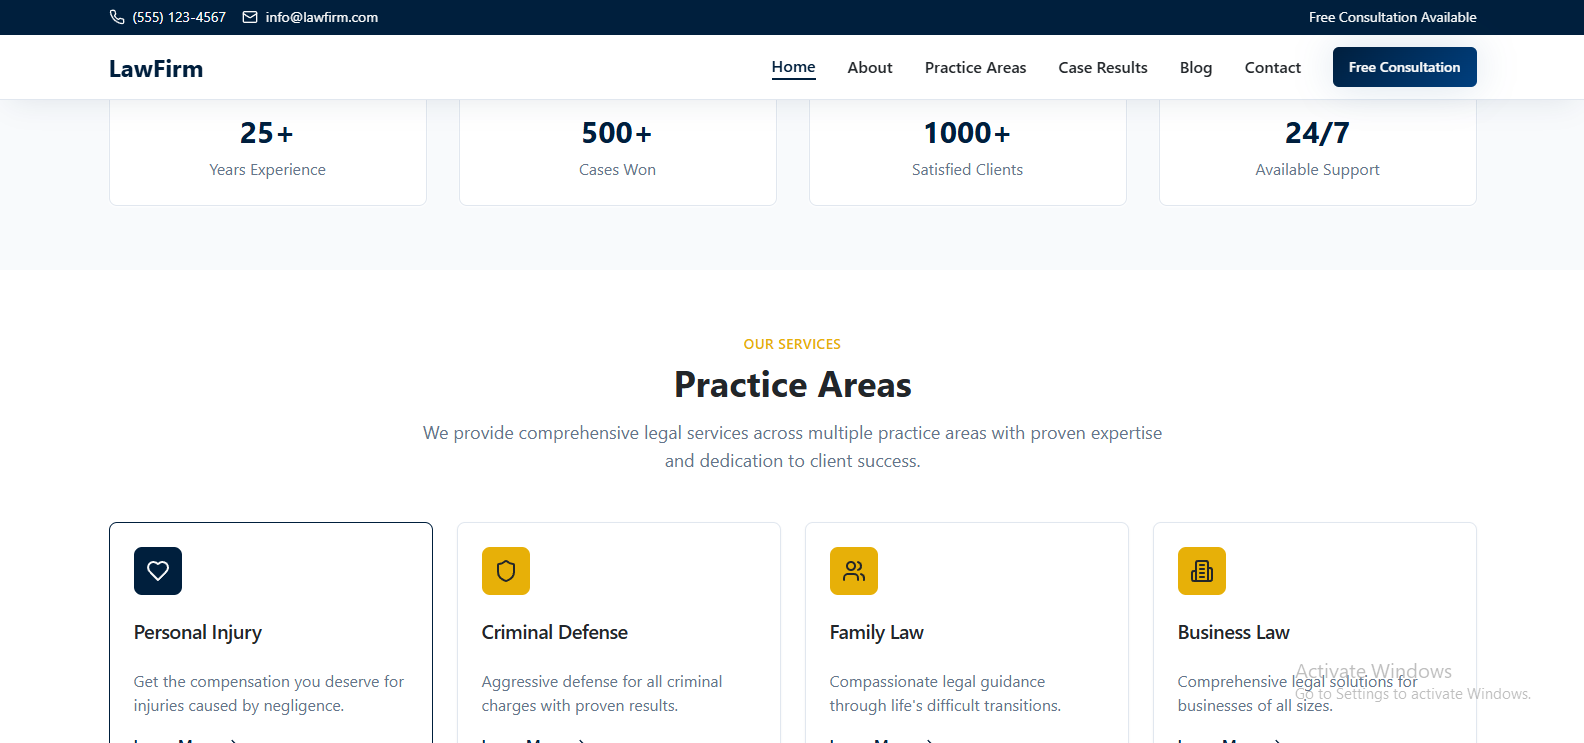 (555) 123-4567 info@lawfirm.com Free Consultation Available
LawFirm Home About Practice Areas Case Results Blog Contact Free Consultation
25+ 500+ 1000+ 24/7
Years Experience Cases Won Satisfied Clients Available Support
OUR SERVICES
Practice Areas
We provide comprehensive legal services across multiple practice areas with proven expertise
and dedication to client success.
Personal Injury
Get the compensation you deserve for
injuries caused by negligence.
Criminal Defense
Aggressive defense for all criminal
charges with proven results.
Family Law
Compassionate legal guidance
through life's difficult transitions.
Business Law
Comprehensive legal solutions for
businesses of all sizes.
Activate Windows
Go to Settings to activate Windows.